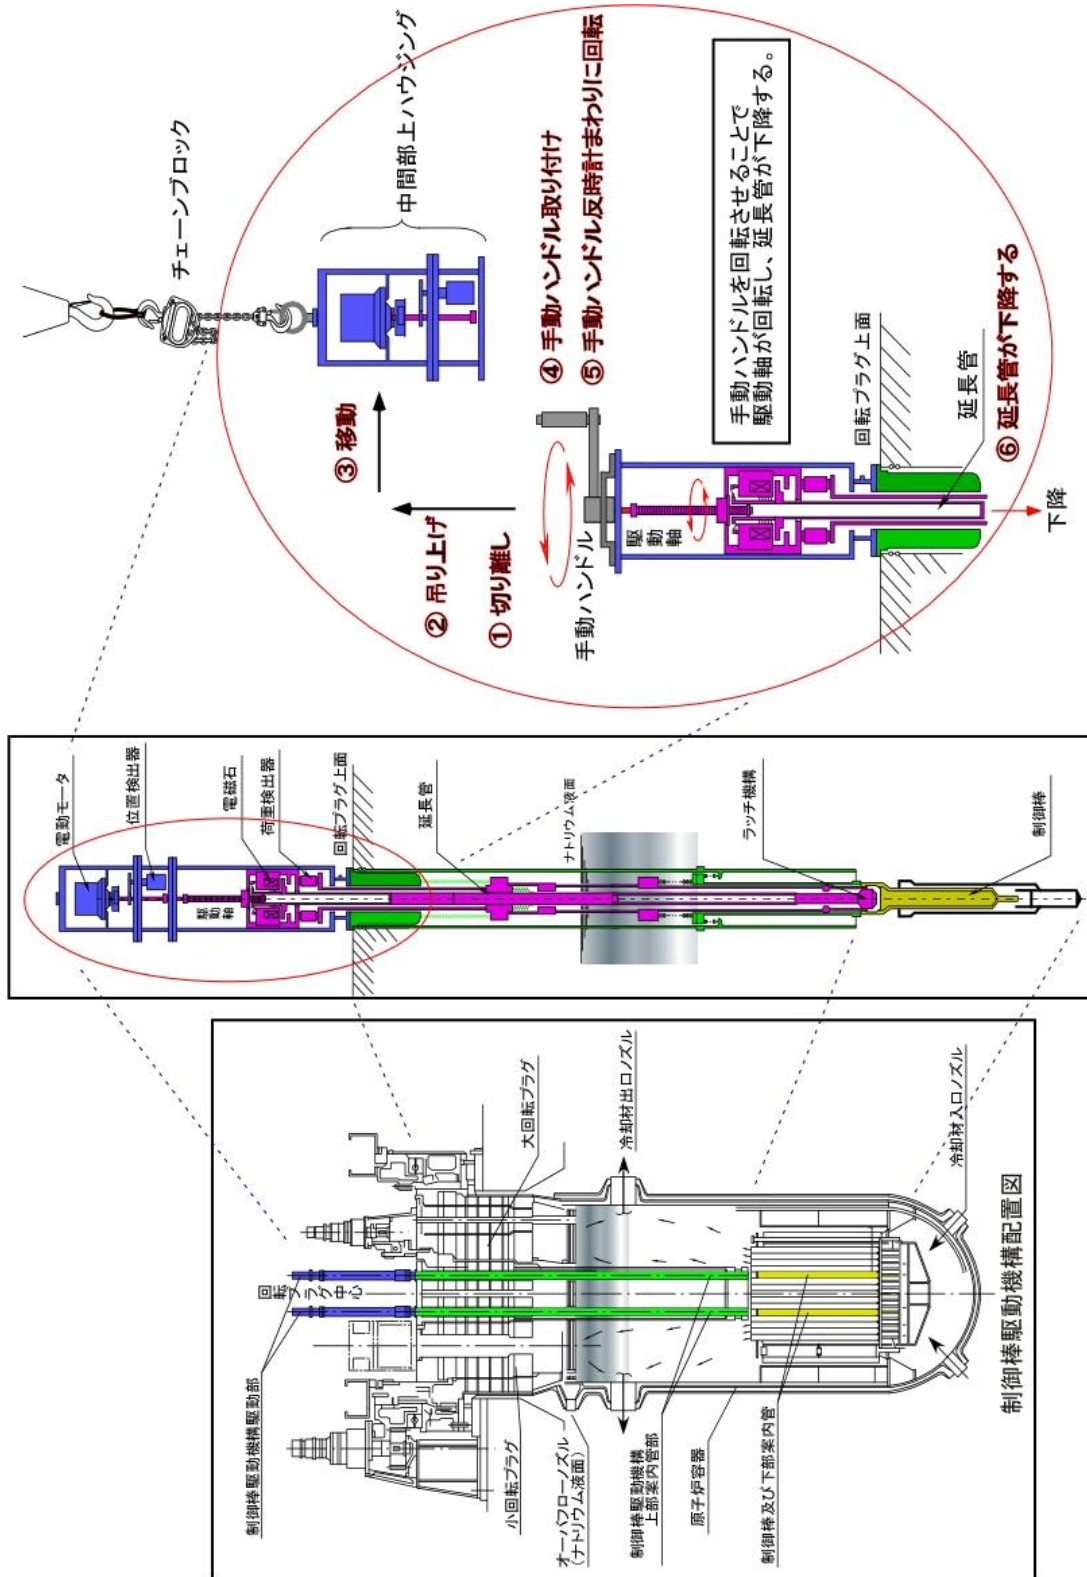 制御棒駆動機構駆動部
回転プラグ中心
小回転プラグ
大回転プラグ
オーバフローノズル
(ナトリウム液面)
冷却材出口ノズル
制御棒駆動機構
上部案内管部
原子炉容器
制御棒及び下部案内管
冷却材入口ノズル
制御棒駆動機構配置図
電動モータ
位置検出器
駆動軸
電磁石
荷重検出器
回転プラグ上面
延長管
ナトリウム液面
ラッチ機構
制御棒
チェーンブロック
中間部上ハウジング
③ 移動
② 吊り上げ
① 切り離し
④ 手動ハンドル取り付け
⑤ 手動ハンドル反時計まわりに回転
手動ハンドル
駆動軸
手動ハンドルを回転させることで
駆動軸が回転し、延長管が下降する。
回転プラグ上面
延長管
⑥ 延長管が下降する
下降